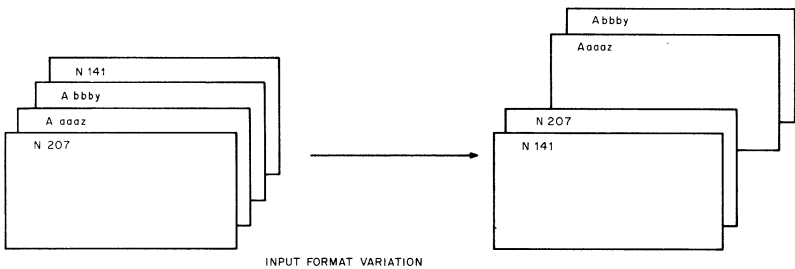 N 141
A bbby
A aaaz
N 207
Abbby
Aaaaz
N 207
N 141
INPUT FORMAT VARIATION